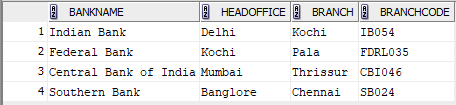 BANKNAME HEADOFFICE BRANCH BRANCHCODE
1 Indian Bank Delhi Kochi IB054
2 Federal Bank Kochi Pala FDRL035
3 Central Bank of India Mumbai Thrissur CBI046
4 Southern Bank Banglore Chennai SB024